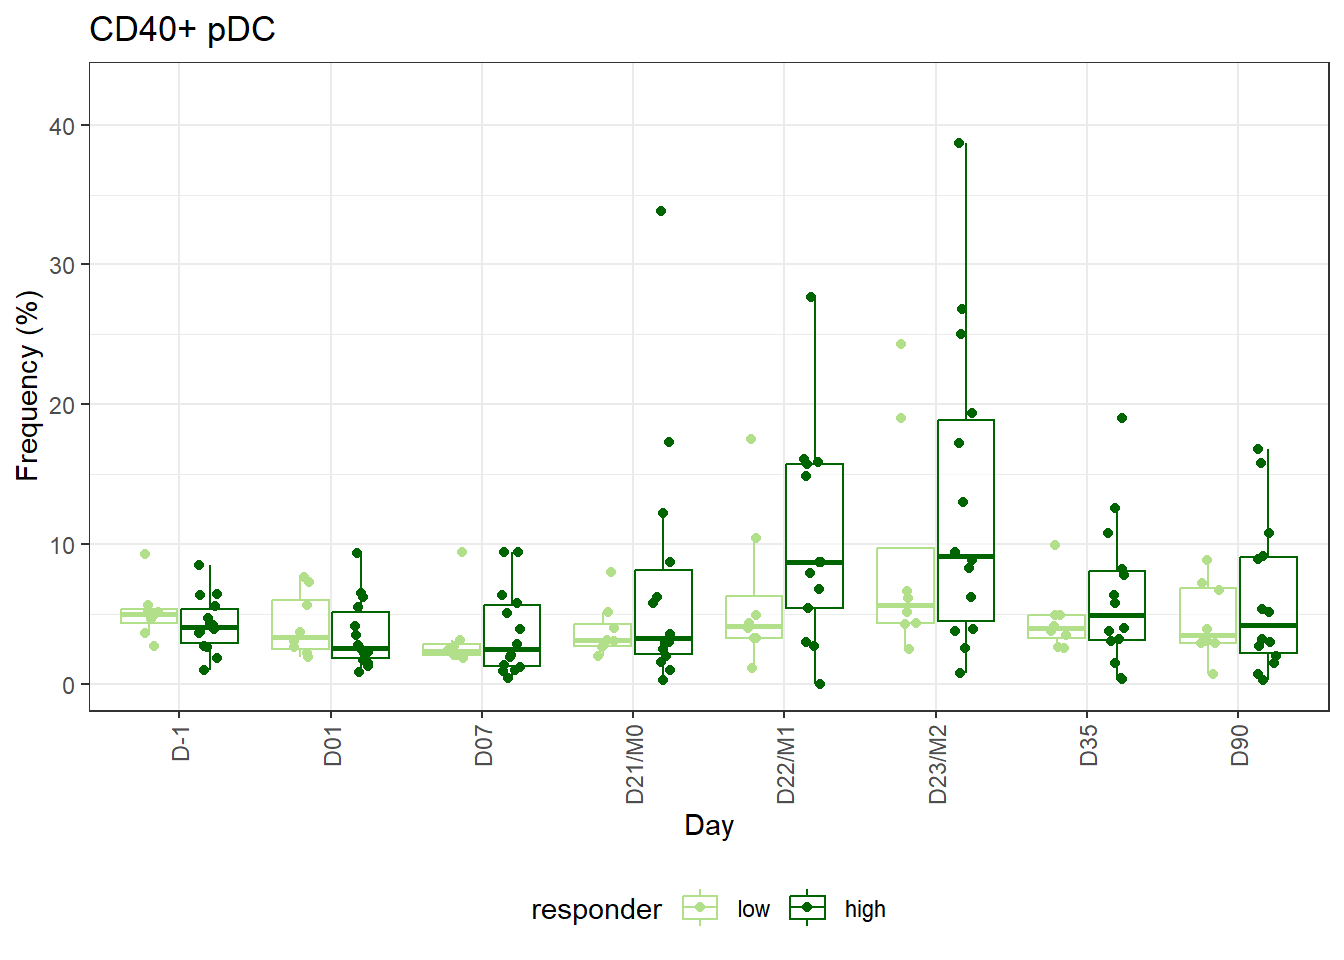 CD40+ pDC
Frequency (%)
40
30
20
10
0
D-1
D01
D07
D21/M0
D22/M1
D23/M2
D35
D90
Day
responder low high